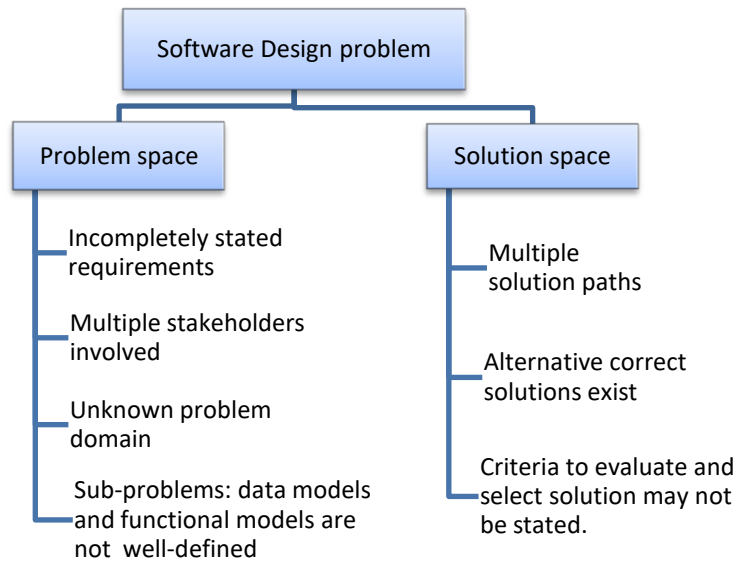 Software Design problem
Problem space
Incompletely stated
requirements
Multiple stakeholders
involved
Unknown problem
domain
Sub-problems: data models
and functional models are
not well-defined
Solution space
Multiple
solution paths
Alternative correct
solutions exist
Criteria to evaluate and
select solution may not
be stated.